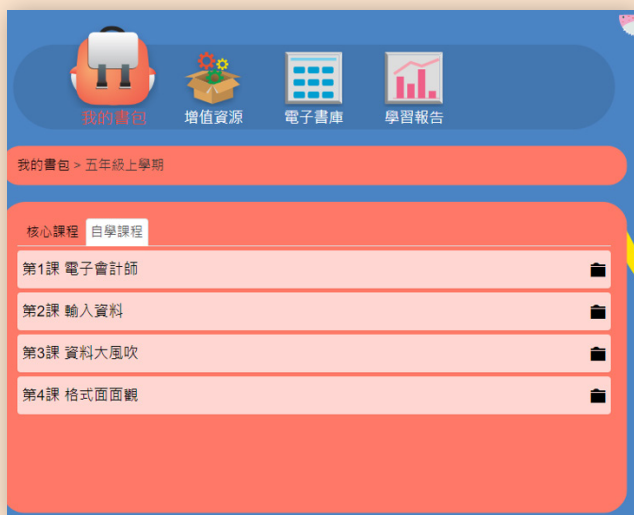 我的書包 增值資源 電子書庫 學習報告
我的書包 > 五年級上學期
核心課程 自學課程
第1課 電子會計師
第2課 輸入資料
第3課 資料大風吹
第4課 格式面面觀